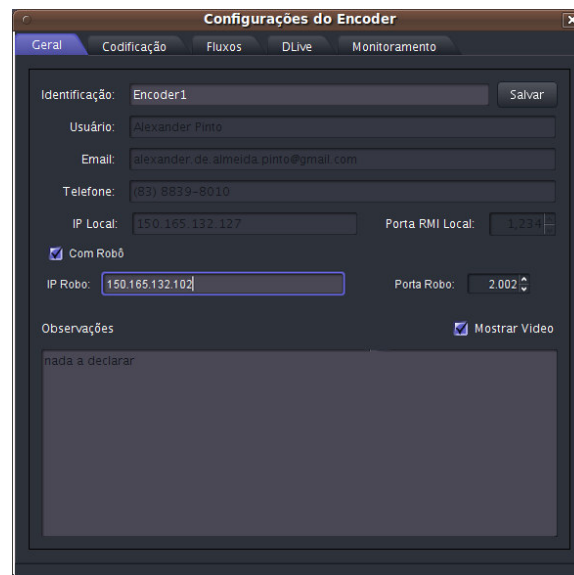 Configurações do Encoder
Geral Codificação Fluxos DLive Monitoramento
Identificação: Encoder1 Salvar
Usuário: Alexander Pinto
Email: alexander.de.almeida.pinto@gmail.com
Telefone: (83) 8839-8010
IP Local: 150.165.132.127 Porta RMI Local: 1,234
Com Robô
IP Robo: 150.165.132.102 Porta Robo: 2.002
Observações Mostrar Video
nada a declarar